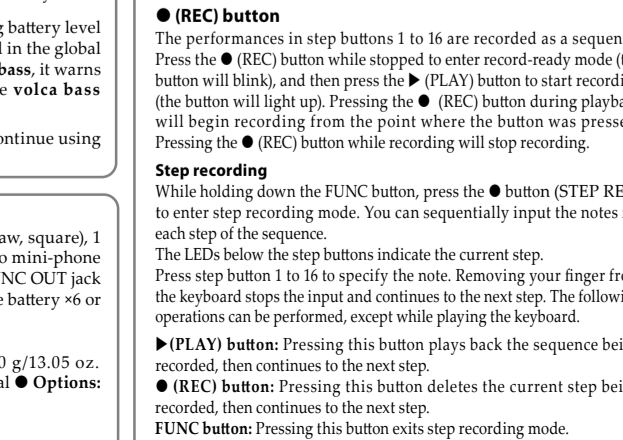 g battery level
d in the global
bass, it warns
e volca bass
ontinue using
aw, square), 1
o mini-phone
NC OUT jack
e battery ×6 or
0 g/13.05 oz.
al ● Options:
● (REC) button
The performances in step buttons 1 to 16 are recorded as a sequen
Press the ● (REC) button while stopped to enter record-ready mode (t
button will blink), and then press the ▶ (PLAY) button to start recordi
(the button will light up). Pressing the ● (REC) button during playba
will begin recording from the point where the button was presse
Pressing the ● (REC) button while recording will stop recording.
Step recording
While holding down the FUNC button, press the ● button (STEP RE
to enter step recording mode. You can sequentially input the notes
each step of the sequence.
The LEDs below the step buttons indicate the current step.
Press step button 1 to 16 to specify the note. Removing your finger fro
the keyboard stops the input and continues to the next step. The followi
operations can be performed, except while playing the keyboard.
▶(PLAY) button: Pressing this button plays back the sequence bei
recorded, then continues to the next step.
● (REC) button: Pressing this button deletes the current step bei
recorded, then continues to the next step.
FUNC button: Pressing this button exits step recording mode.